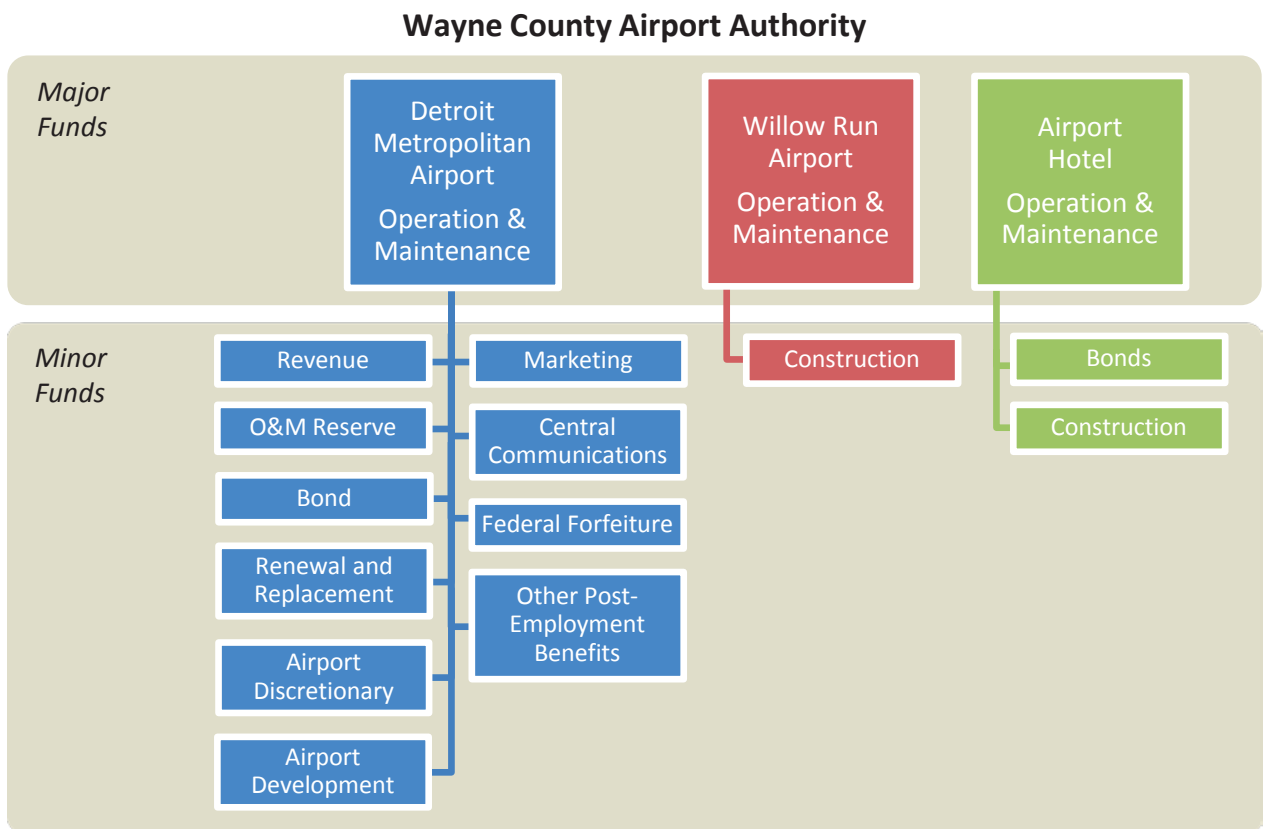 Wayne County Airport Authority
Major
Funds
Detroit
Metropolitan
Airport
Operation &
Maintenance
Willow Run
Airport
Operation &
Maintenance
Airport
Hotel
Operation &
Maintenance
Minor
Funds
Revenue
O&M Reserve
Bond
Renewal and
Replacement
Airport
Discretionary
Airport
Development
Marketing
Central
Communications
Federal Forfeiture
Other Post-
Employment
Benefits
Construction
Bonds
Construction